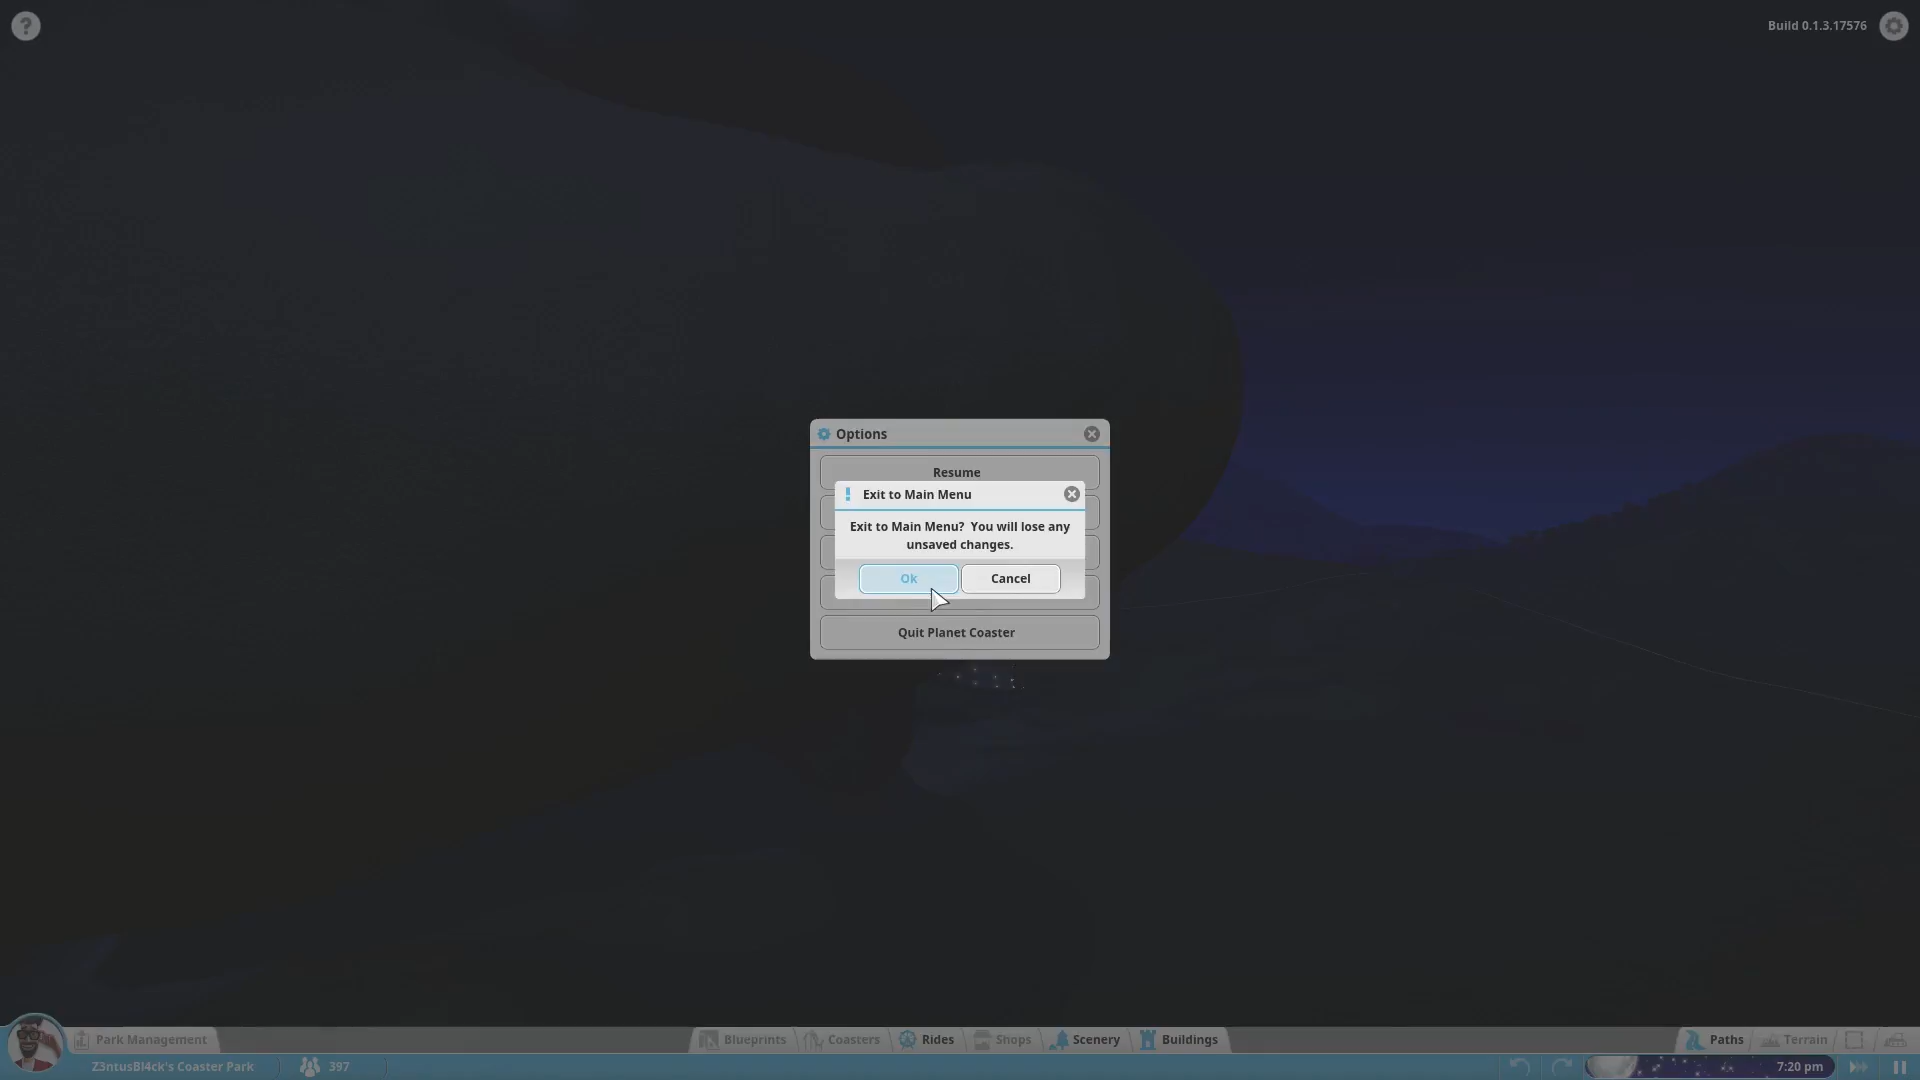 ?
Build 0.1.3.17576
Options
Resume
Exit to Main Menu
Exit to Main Menu? You will lose any
unsaved changes.
Ok
Cancel
Quit Planet Coaster
Park Management
Blueprints
Coasters
Rides
Shops
Scenery
Buildings
Paths
Terrain
Z3ntusBl4ck's Coaster Park
397
7:20 pm